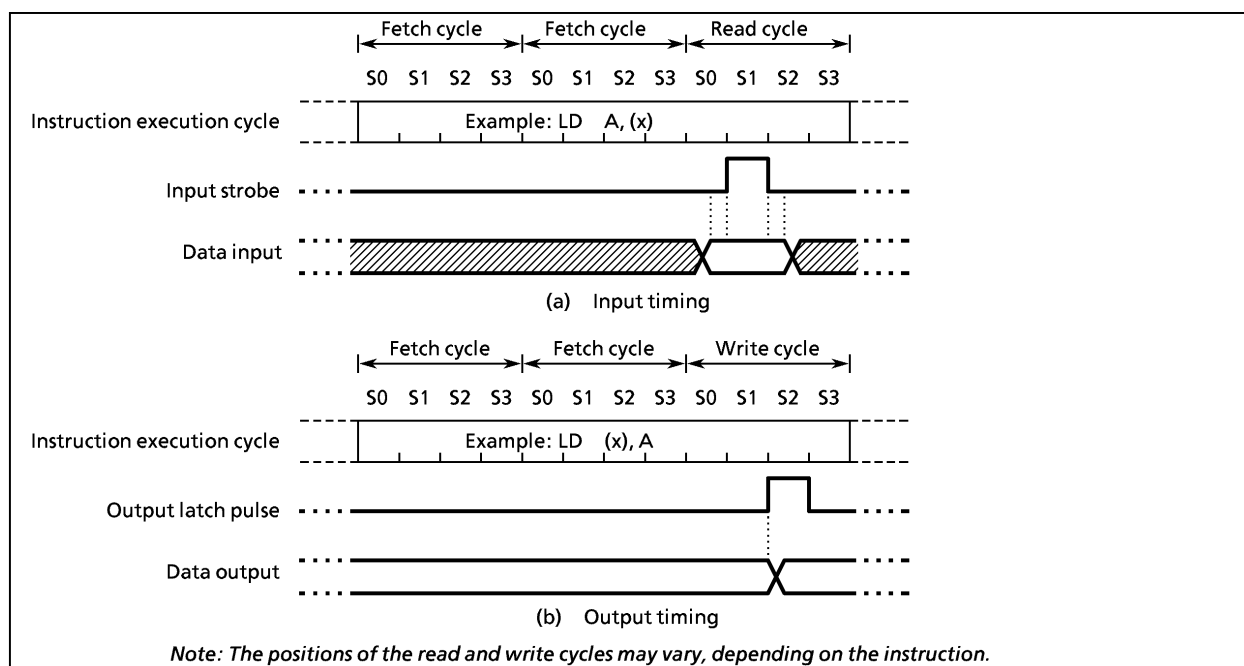 Fetch cycle Fetch cycle Read cycle
S0 S1 S2 S3 S0 S1 S2 S3 S0 S1 S2 S3
Instruction execution cycle Example: LD A, (x)
Input strobe
Data input
(a) Input timing
Fetch cycle Fetch cycle Write cycle
S0 S1 S2 S3 S0 S1 S2 S3 S0 S1 S2 S3
Instruction execution cycle Example: LD (x), A
Output latch pulse
Data output
(b) Output timing
Note: The positions of the read and write cycles may vary, depending on the instruction.